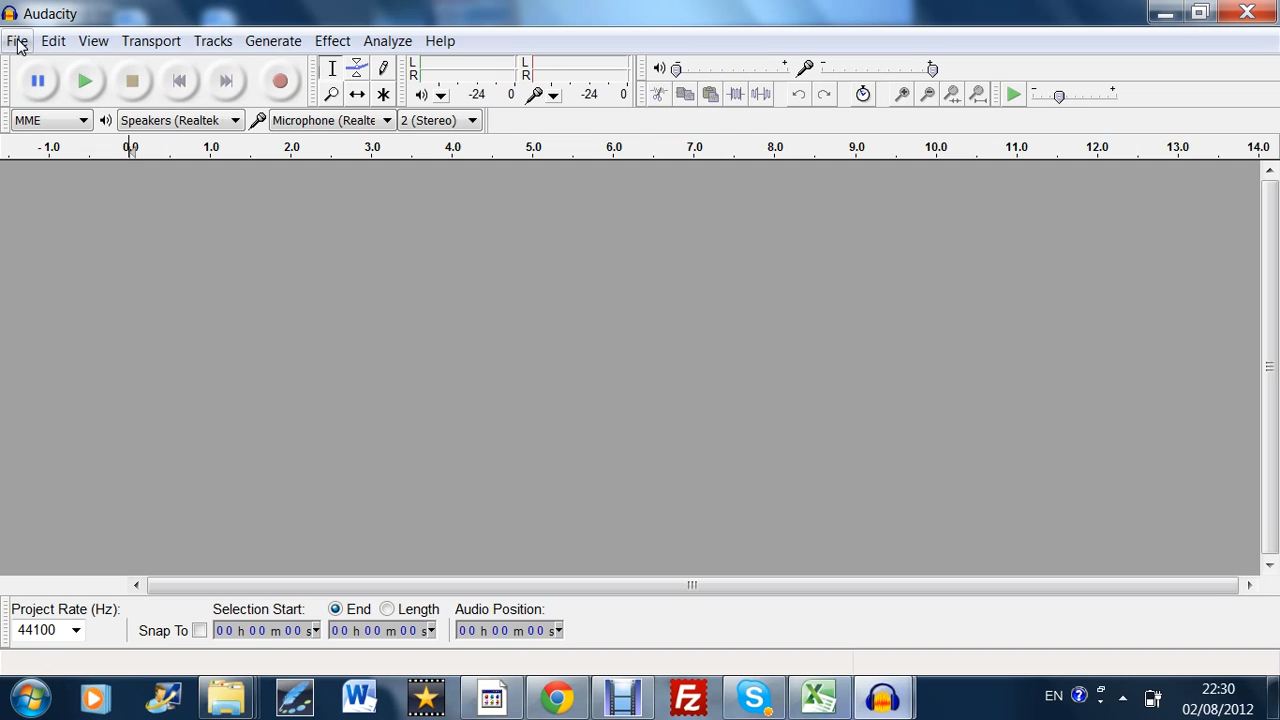 Audacity
File Edit View Transport Tracks Generate Effect Analyze Help
L R -24 0 L R -24 0 - + - +
MME Speakers (Realtek Microphone (Realte 2 (Stereo) - +
- 1.0 0.0 1.0 2.0 3.0 4.0 5.0 6.0 7.0 8.0 9.0 10.0 11.0 12.0 13.0 14.0
Project Rate (Hz): Selection Start: End Length Audio Position:
44100 Snap To 00 h 00 m 00 s 00 h 00 m 00 s 00 h 00 m 00 s
EN 22:30
02/08/2012